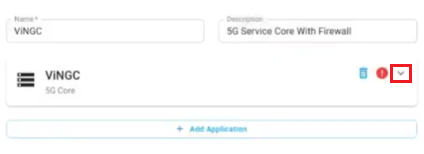 Name *
Description
ViNGC
5G Service Core With Firewall
ViNGC
5G Core
+ Add Application